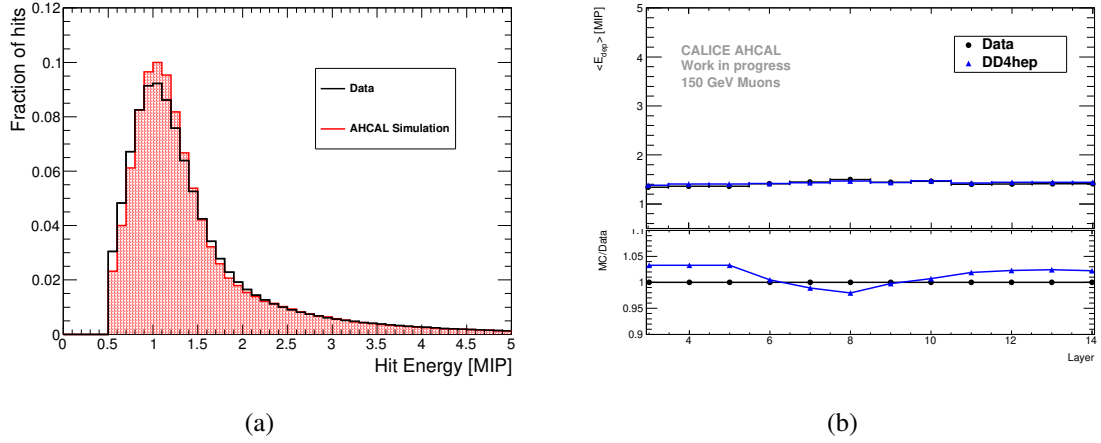 Fraction of hits
0.12
0.1
0.08
0.06
0.04
0.02
0
0 0.5 1 1.5 2 2.5 3 3.5 4 4.5 5
Hit Energy [MIP]
Data
AHCAL Simulation
(a)
<E_dep> [MIP]
5
4
3
2
1
CALICE AHCAL
Work in progress
150 GeV Muons
Data
DD4hep
MC/Data
1.1
1.05
1
0.95
0.9
4 6 8 10 12 14
Layer
(b)